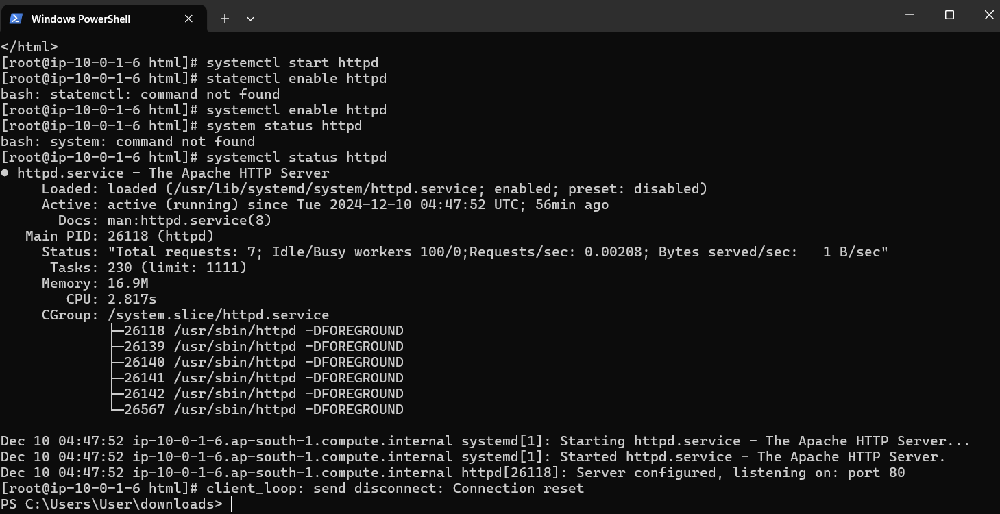 Windows PowerShell
</html>
[root@ip-10-0-1-6 html]# systemctl start httpd
[root@ip-10-0-1-6 html]# statemctl enable httpd
bash: statemctl: command not found
[root@ip-10-0-1-6 html]# systemctl enable httpd
[root@ip-10-0-1-6 html]# system status httpd
bash: system: command not found
[root@ip-10-0-1-6 html]# systemctl status httpd
● httpd.service - The Apache HTTP Server
     Loaded: loaded (/usr/lib/systemd/system/httpd.service; enabled; preset: disabled)
     Active: active (running) since Tue 2024-12-10 04:47:52 UTC; 56min ago
       Docs: man:httpd.service(8)
   Main PID: 26118 (httpd)
     Status: "Total requests: 7; Idle/Busy workers 100/0;Requests/sec: 0.00208; Bytes served/sec:   1 B/sec"
      Tasks: 230 (limit: 1111)
     Memory: 16.9M
        CPU: 2.817s
     CGroup: /system.slice/httpd.service
             ├─26118 /usr/sbin/httpd -DFOREGROUND
             ├─26139 /usr/sbin/httpd -DFOREGROUND
             ├─26140 /usr/sbin/httpd -DFOREGROUND
             ├─26141 /usr/sbin/httpd -DFOREGROUND
             ├─26142 /usr/sbin/httpd -DFOREGROUND
             └─26567 /usr/sbin/httpd -DFOREGROUND
Dec 10 04:47:52 ip-10-0-1-6.ap-south-1.compute.internal systemd[1]: Starting httpd.service - The Apache HTTP Server...
Dec 10 04:47:52 ip-10-0-1-6.ap-south-1.compute.internal systemd[1]: Started httpd.service - The Apache HTTP Server.
Dec 10 04:47:52 ip-10-0-1-6.ap-south-1.compute.internal httpd[26118]: Server configured, listening on: port 80
[root@ip-10-0-1-6 html]# client_loop: send disconnect: Connection reset
PS C:\Users\User\downloads>